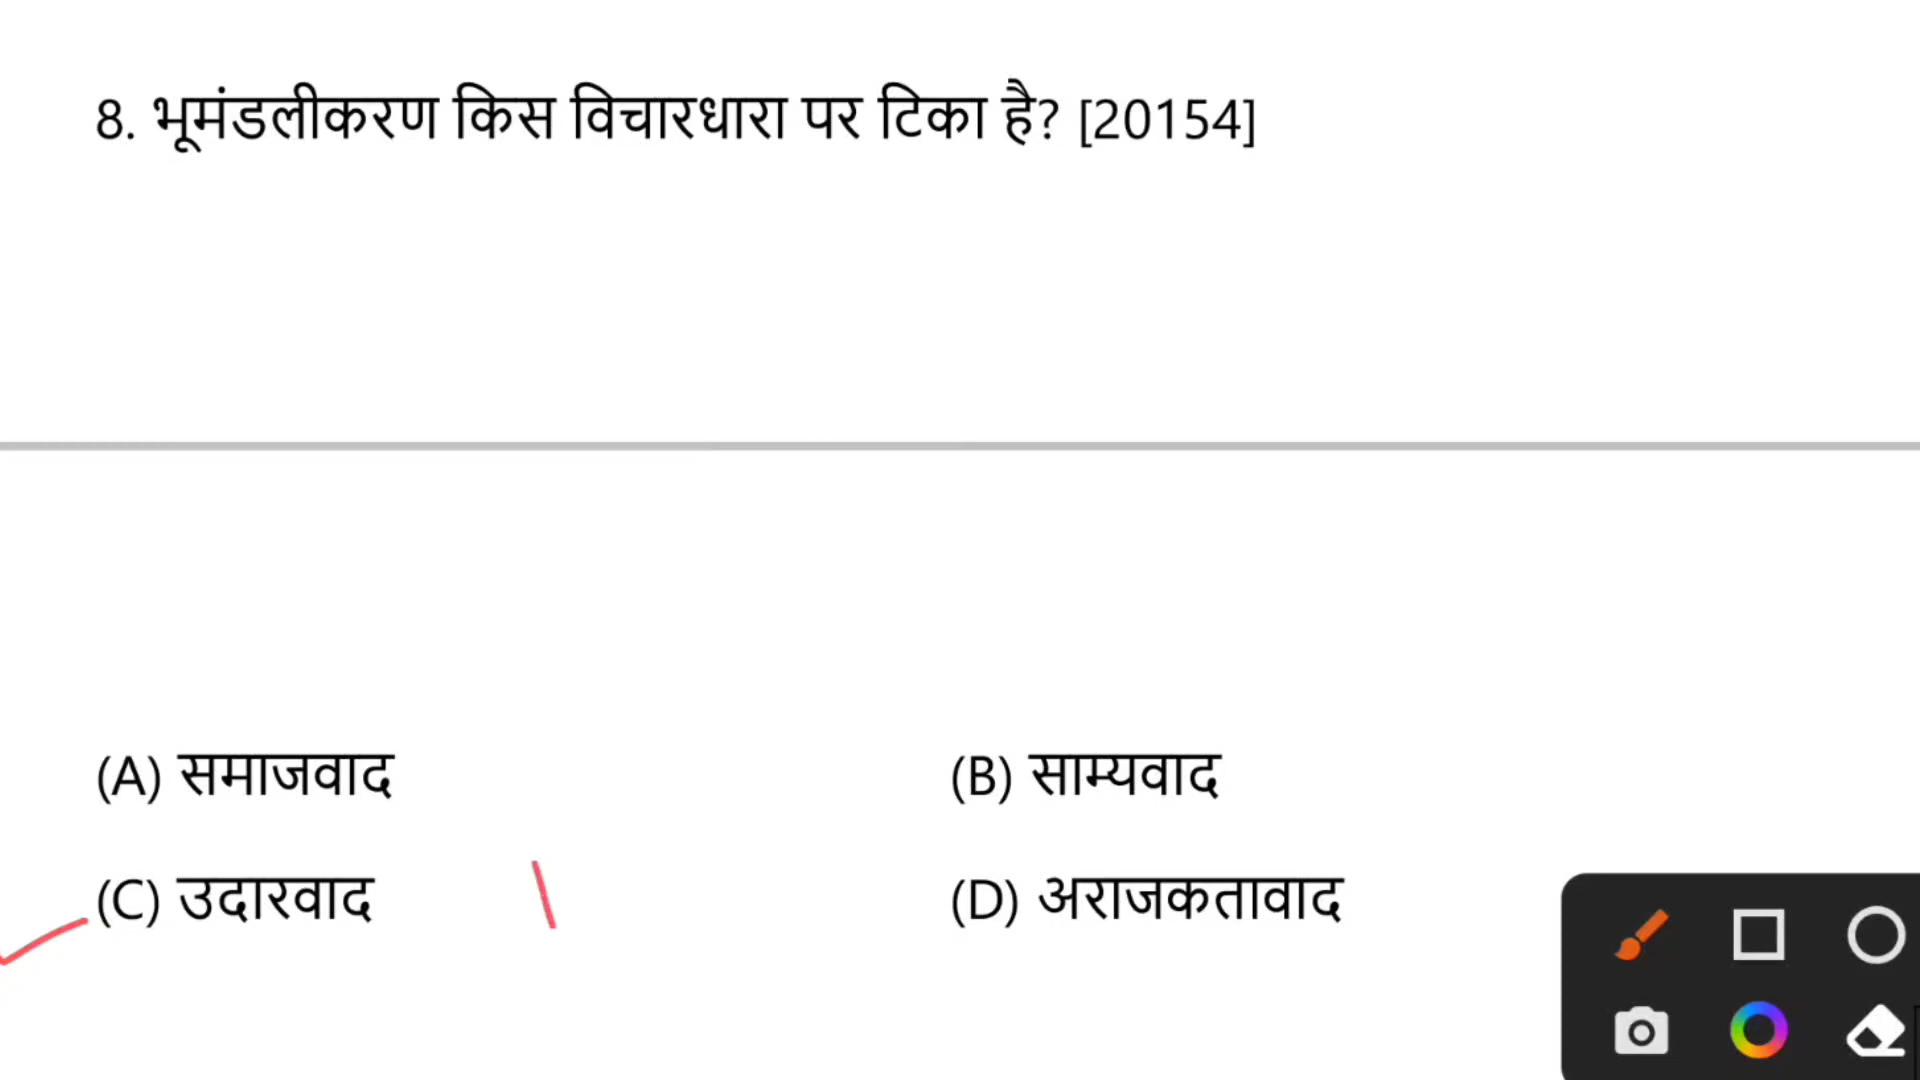 8. भूमंडलीकरण किस विचारधारा पर टिका है? [20154]
(A) समाजवाद
(B) साम्यवाद
(C) उदारवाद
(D) अराजकतावाद